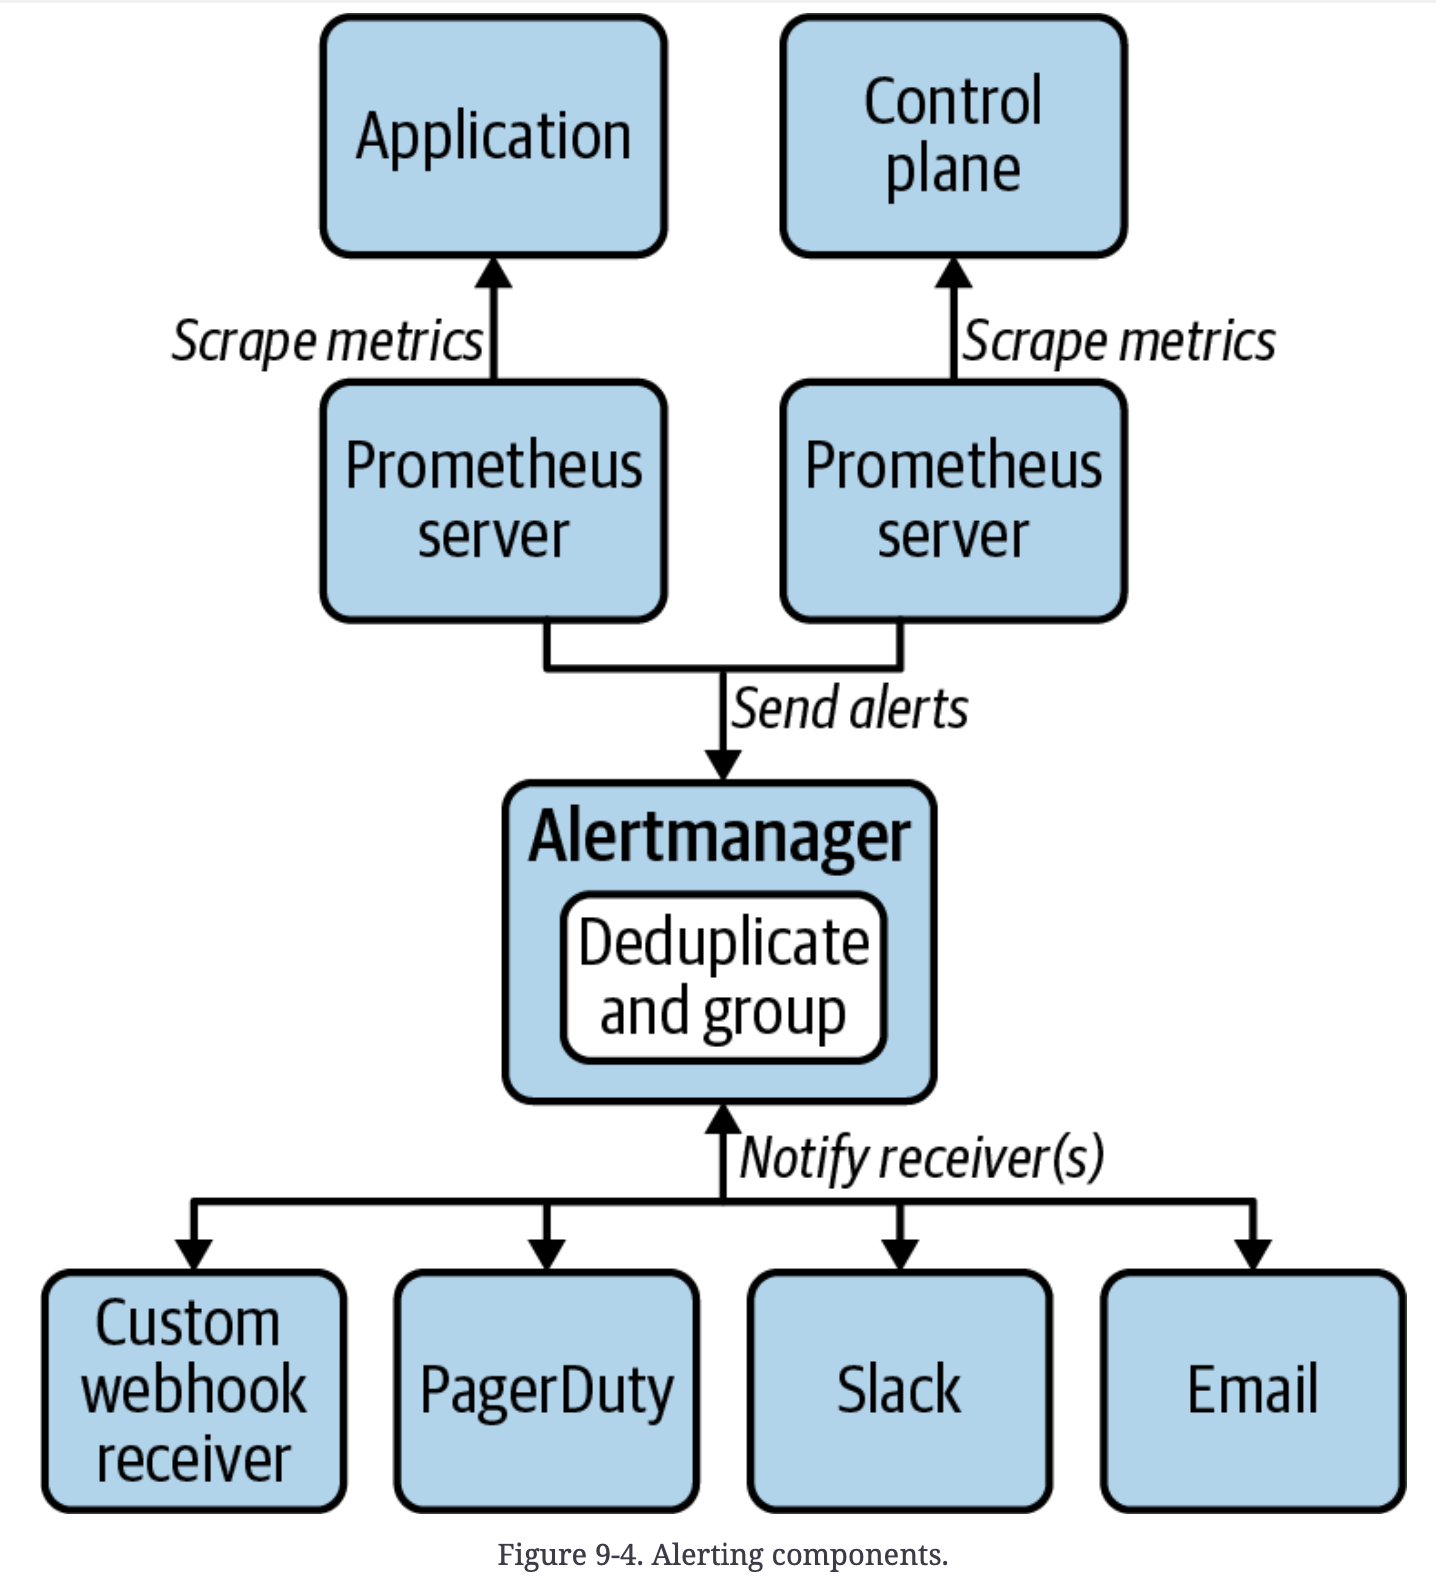 Application
Control
plane
Scrape metrics
Scrape metrics
Prometheus
server
Prometheus
server
Send alerts
Alertmanager
Deduplicate
and group
Notify receiver(s)
Custom
webhook
receiver
PagerDuty
Slack
Email
Figure 9-4. Alerting components.